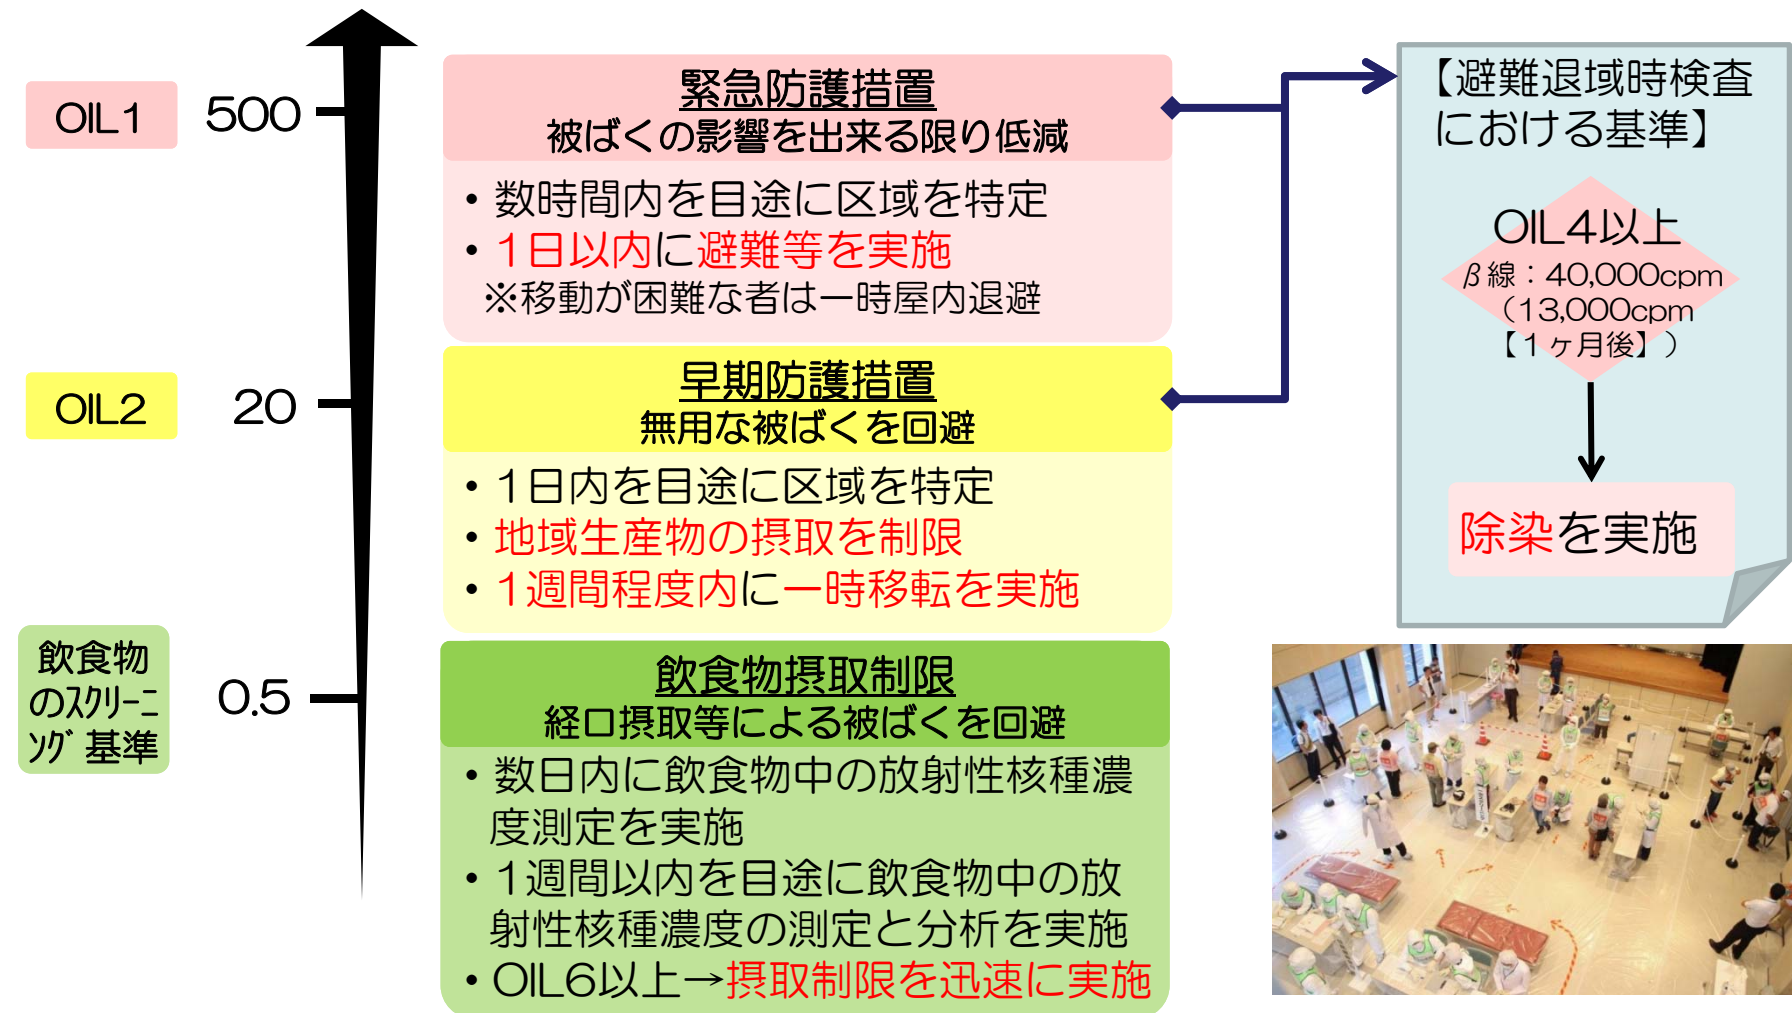 OIL1
500
緊急防護措置
被ばくの影響を出来る限り低減
・数時間内を目途に区域を特定
・1日以内に避難等を実施
※移動が困難な者は一時屋内退避
OIL2
20
早期防護措置
無用な被ばくを回避
・1日内を目途に区域を特定
・地域生産物の摂取を制限
・1週間程度内に一時移転を実施
飲食物
のｽｸﾘｰﾆ
ﾝｸﾞ基準
0.5
飲食物摂取制限
経口摂取等による被ばくを回避
・数日内に飲食物中の放射性核種濃
度測定を実施
・1週間以内を目途に飲食物中の放
射性核種濃度の測定と分析を実施
・OIL6以上→摂取制限を迅速に実施
【避難退域時検査
における基準】
OIL4以上
β線：40,000cpm
（13,000cpm
【1ヶ月後】）
除染を実施